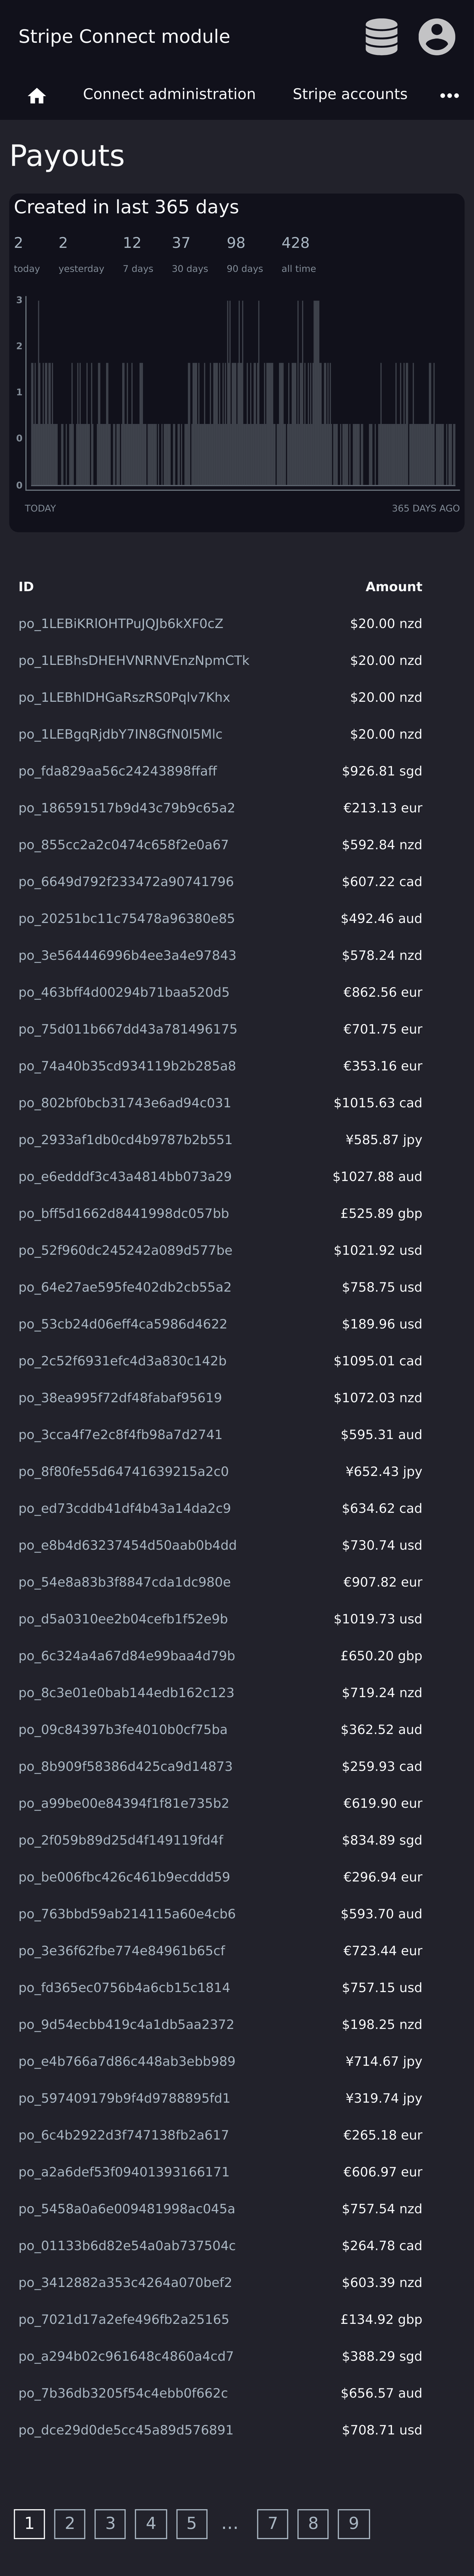 Stripe Connect module
Connect administration Stripe accounts
Payouts
Created in last 365 days
2 2 12 37 98 428
today yesterday 7 days 30 days 90 days all time
3
2
1
0
0
TODAY 365 DAYS AGO
ID Amount
po_1LEBiKRlOHTPuJQJb6kXF0cZ $20.00 nzd
po_1LEBhsDHEHVNRNVEnzNpmCTk $20.00 nzd
po_1LEBhlDHGaRszRS0Pqlv7Khx $20.00 nzd
po_1LEBgqRjdbY7IN8GfN0I5Mlc $20.00 nzd
po_fda829aa56c24243898ffaff $926.81 sgd
po_186591517b9d43c79b9c65a2 €213.13 eur
po_855cc2a2c0474c658f2e0a67 $592.84 nzd
po_6649d792f233472a90741796 $607.22 cad
po_20251bc11c75478a96380e85 $492.46 aud
po_3e564446996b4ee3a4e97843 $578.24 nzd
po_463bff4d00294b71baa520d5 €862.56 eur
po_75d011b667dd43a781496175 €701.75 eur
po_74a40b35cd934119b2b285a8 €353.16 eur
po_802bf0bcb31743e6ad94c031 $1015.63 cad
po_2933af1db0cd4b9787b2b551 ¥585.87 jpy
po_e6edddf3c43a4814bb073a29 $1027.88 aud
po_bff5d1662d8441998dc057bb £525.89 gbp
po_52f960dc245242a089d577be $1021.92 usd
po_64e27ae595fe402db2cb55a2 $758.75 usd
po_53cb24d06eff4ca5986d4622 $189.96 usd
po_2c52f6931efc4d3a830c142b $1095.01 cad
po_38ea995f72df48fabaf95619 $1072.03 nzd
po_3cca4f7e2c8f4fb98a7d2741 $595.31 aud
po_8f80fe55d64741639215a2c0 ¥652.43 jpy
po_ed73cddb41df4b43a14da2c9 $634.62 cad
po_e8b4d63237454d50aab0b4dd $730.74 usd
po_54e8a83b3f8847cda1dc980e €907.82 eur
po_d5a0310ee2b04cefb1f52e9b $1019.73 usd
po_6c324a4a67d84e99baa4d79b £650.20 gbp
po_8c3e01e0bab144edb162c123 $719.24 nzd
po_09c84397b3fe4010b0cf75ba $362.52 aud
po_8b909f58386d425ca9d14873 $259.93 cad
po_a99be00e84394f1f81e735b2 €619.90 eur
po_2f059b89d25d4f149119fd4f $834.89 sgd
po_be006fbc426c461b9ecddd59 €296.94 eur
po_763bbd59ab214115a60e4cb6 $593.70 aud
po_3e36f62fbe774e84961b65cf €723.44 eur
po_fd365ec0756b4a6cb15c1814 $757.15 usd
po_9d54ecbb419c4a1db5aa2372 $198.25 nzd
po_e4b766a7d86c448ab3ebb989 ¥714.67 jpy
po_597409179b9f4d9788895fd1 ¥319.74 jpy
po_6c4b2922d3f747138fb2a617 €265.18 eur
po_a2a6def53f09401393166171 €606.97 eur
po_5458a0a6e009481998ac045a $757.54 nzd
po_01133b6d82e54a0ab737504c $264.78 cad
po_3412882a353c4264a070bef2 $603.39 nzd
po_7021d17a2efe496fb2a25165 £134.92 gbp
po_a294b02c961648c4860a4cd7 $388.29 sgd
po_7b36db3205f54c4ebb0f662c $656.57 aud
po_dce29d0de5cc45a89d576891 $708.71 usd
1 2 3 4 5 ... 7 8 9